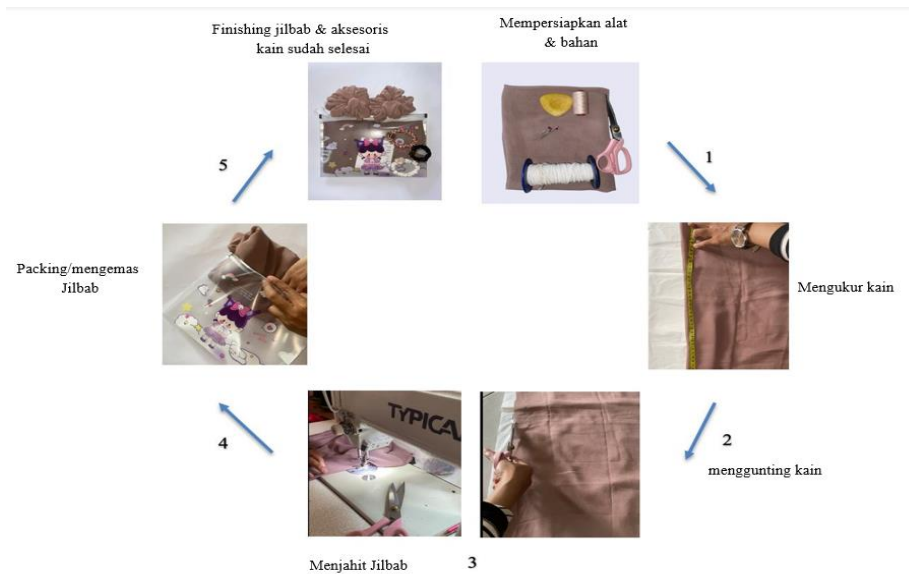 Finishing jilbab & aksesoris
kain sudah selesai
Mempersiapkan alat
& bahan
1
Mengukur kain
2
menggunting kain
3
Menjahit Jilbab
TYPICA
4
Packing/mengemas
Jilbab
5